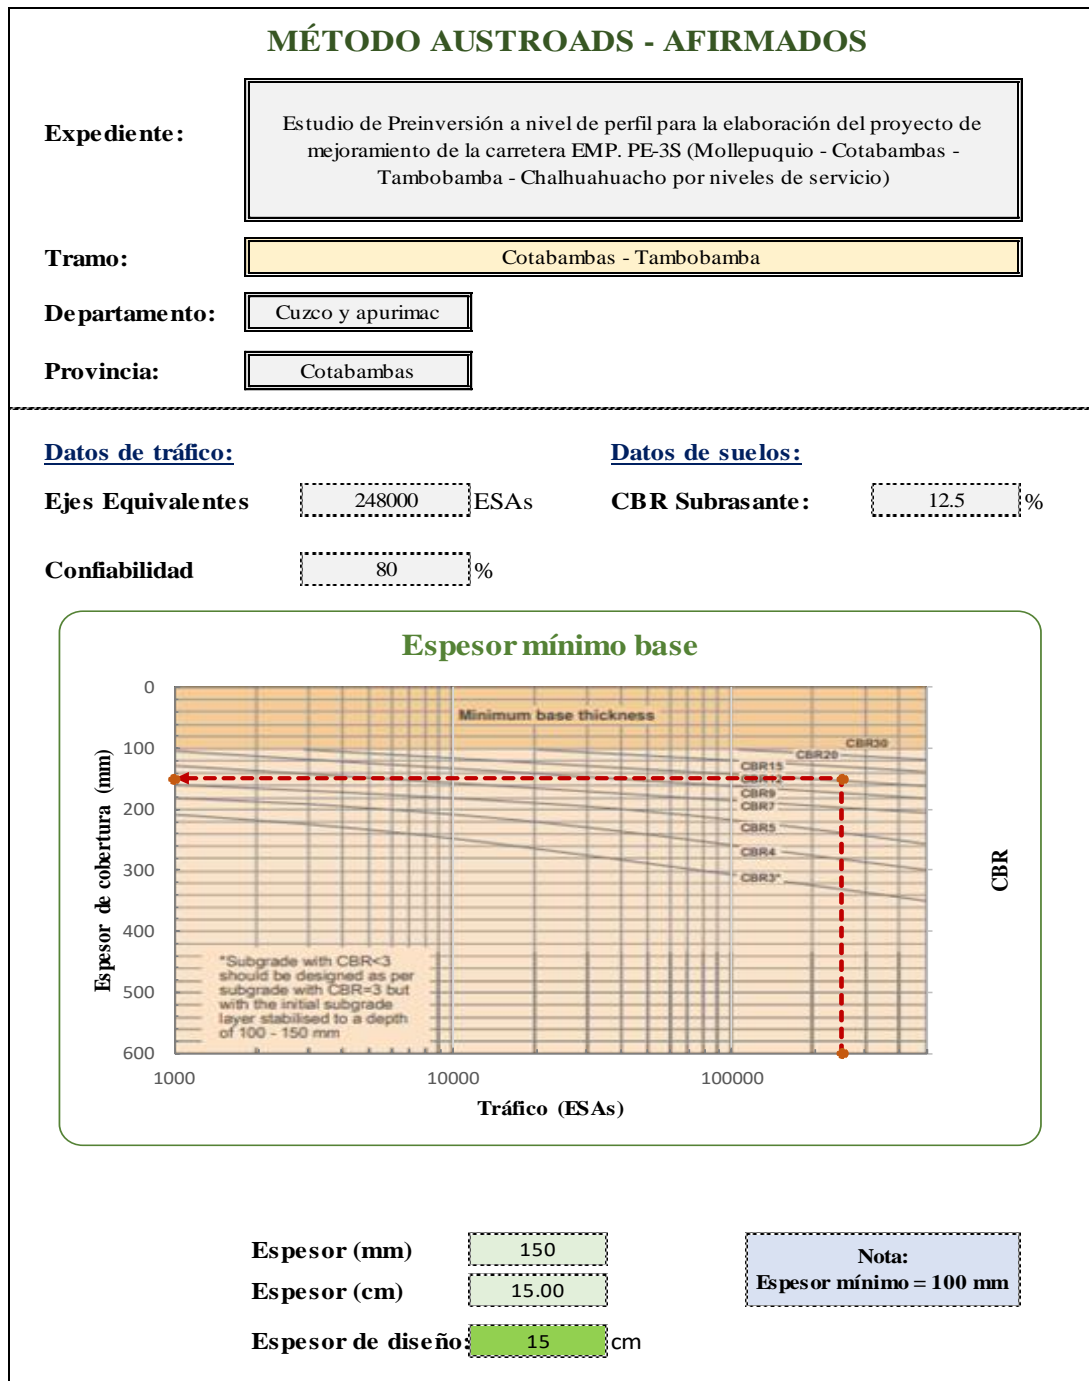 MÉTODO AUSTROADS - AFIRMADOS
Expediente:
Estudio de Preinversión a nivel de perfil para la elaboración del proyecto de
mejoramiento de la carretera EMP. PE-3S (Mollepuquio - Cotabambas -
Tambobamba - Chalhuahuacho por niveles de servicio)
Tramo:
Cotabambas - Tambobamba
Departamento:
Cuzco y apurimac
Provincia:
Cotabambas
Datos de tráfico:
Datos de suelos:
Ejes Equivalentes
248000
ESAs
CBR Subrasante:
12.5
%
Confiabilidad
80
%
Espesor mínimo base
Minimum base thickness
0
100
200
300
400
500
600
Espesor de cobertura (mm)
CBR30
CBR20
CBR15
CBR12
CBR9
CBR7
CBR5
CBR4
CBR3*
CBR
*Subgrade with CBR<3
should be designed as per
subgrade with CBR=3 but
with the initial subgrade
layer stabilised to a depth
of 100 - 150 mm
1000
10000
100000
Tráfico (ESAs)
Espesor (mm)
150
Espesor (cm)
15.00
Nota:
Espesor mínimo = 100 mm
Espesor de diseño:
15
cm